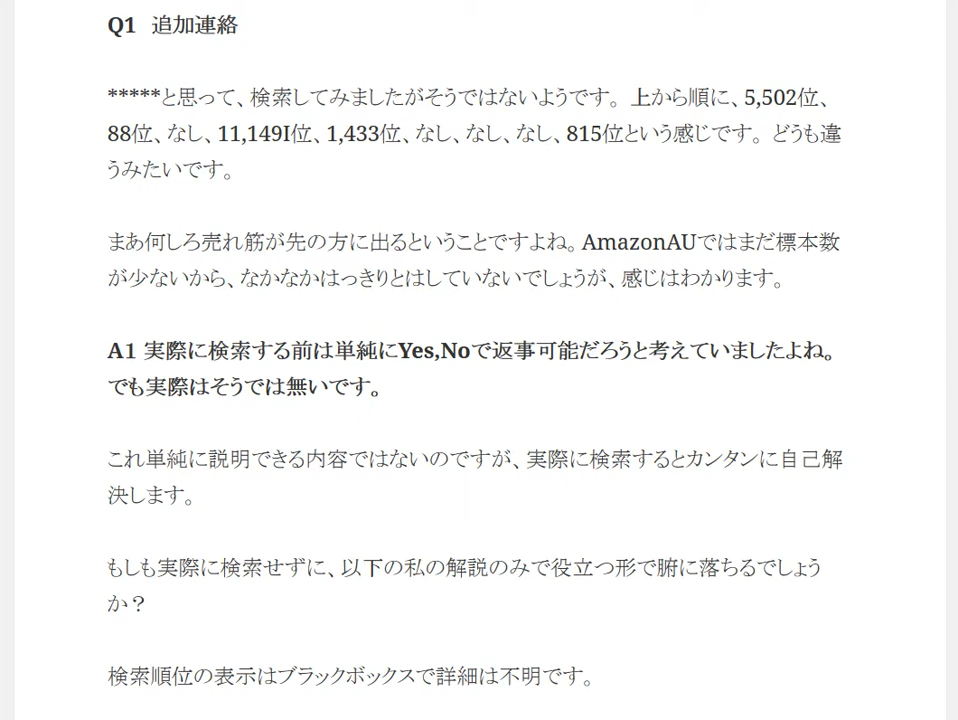 Q1 追加連絡
*****と思って、検索してみましたがそうではないようです。上から順に、5,502位、
88位、なし、11,149I位、1,433位、なし、なし、なし、815位という感じです。どうも違
うみたいです。
まあ何しろ売れ筋が先の方に出るということですよね。AmazonAUではまだ標本数
が少ないから、なかなかはっきりとはしていないでしょうが、感じはわかります。
A1 実際に検索する前は単純にYes,Noで返事可能だろうと考えていましたよね。
でも実際はそうでは無いです。
これ単純に説明できる内容ではないのですが、実際に検索するとカンタンに自己解
決します。
もしも実際に検索せずに、以下の私の解説のみで役立つ形で腑に落ちるでしょう
か？
検索順位の表示はブラックボックスで詳細は不明です。